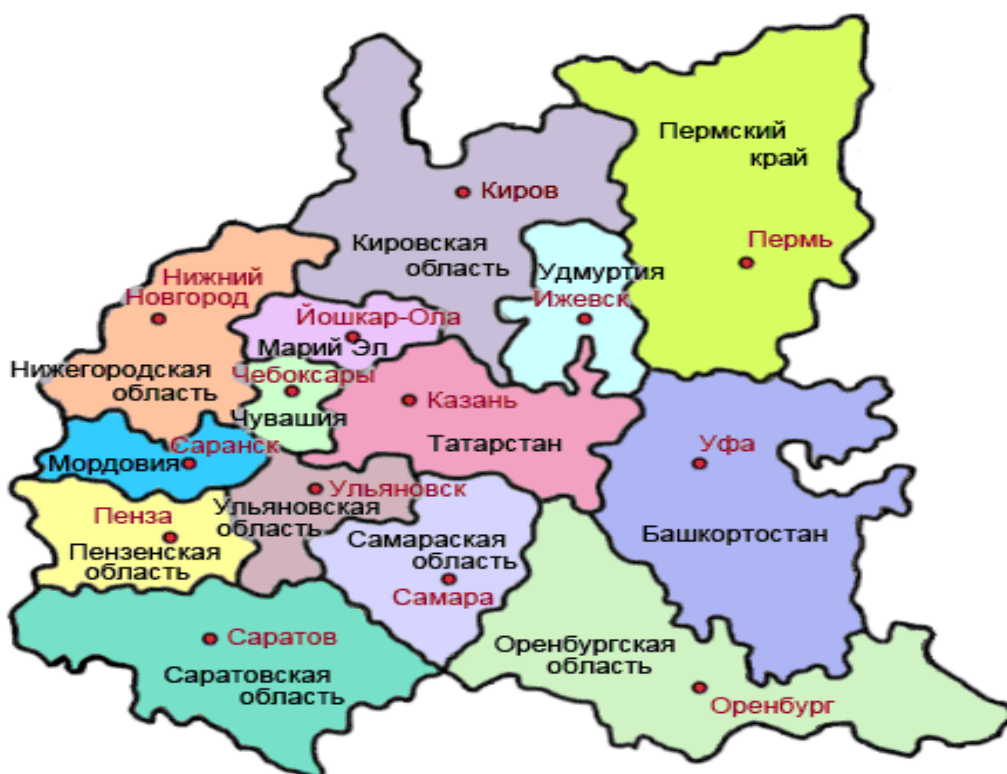 Пермский
край
Пермь
Киров
Кировская
область
Удмуртия
Ижевск
Нижний
Новгород
Нижегородская
область
Йошкар-Ола
Марий Эл
Чебоксары
Чувашия
Казань
Татарстан
Уфа
Башкортостан
Саранск
Мордовия
Ульяновск
Ульяновская
область
Пенза
Пензенская
область
Самараская
область
Самара
Саратов
Саратовская
область
Оренбургская
область
Оренбург